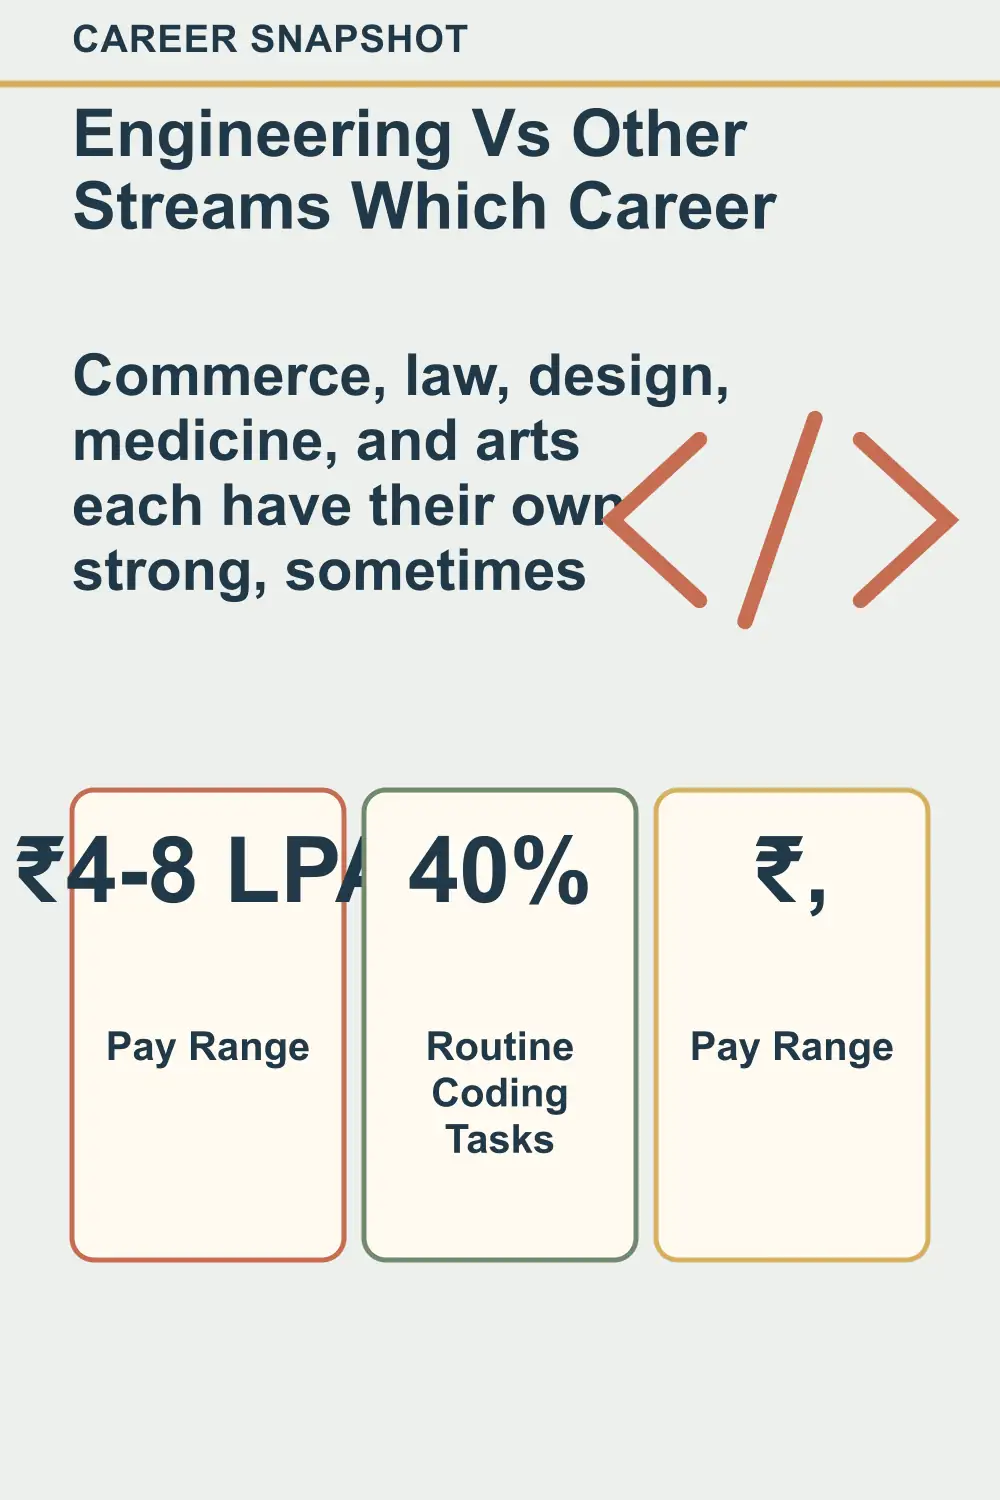 CAREER SNAPSHOT
Engineering Vs Other
Streams Which Career
Commerce, law, design,
medicine, and arts
each have their own
strong, sometimes
₹4-8 LPA
40%
₹,
Pay Range
Routine
Coding
Tasks
Pay Range